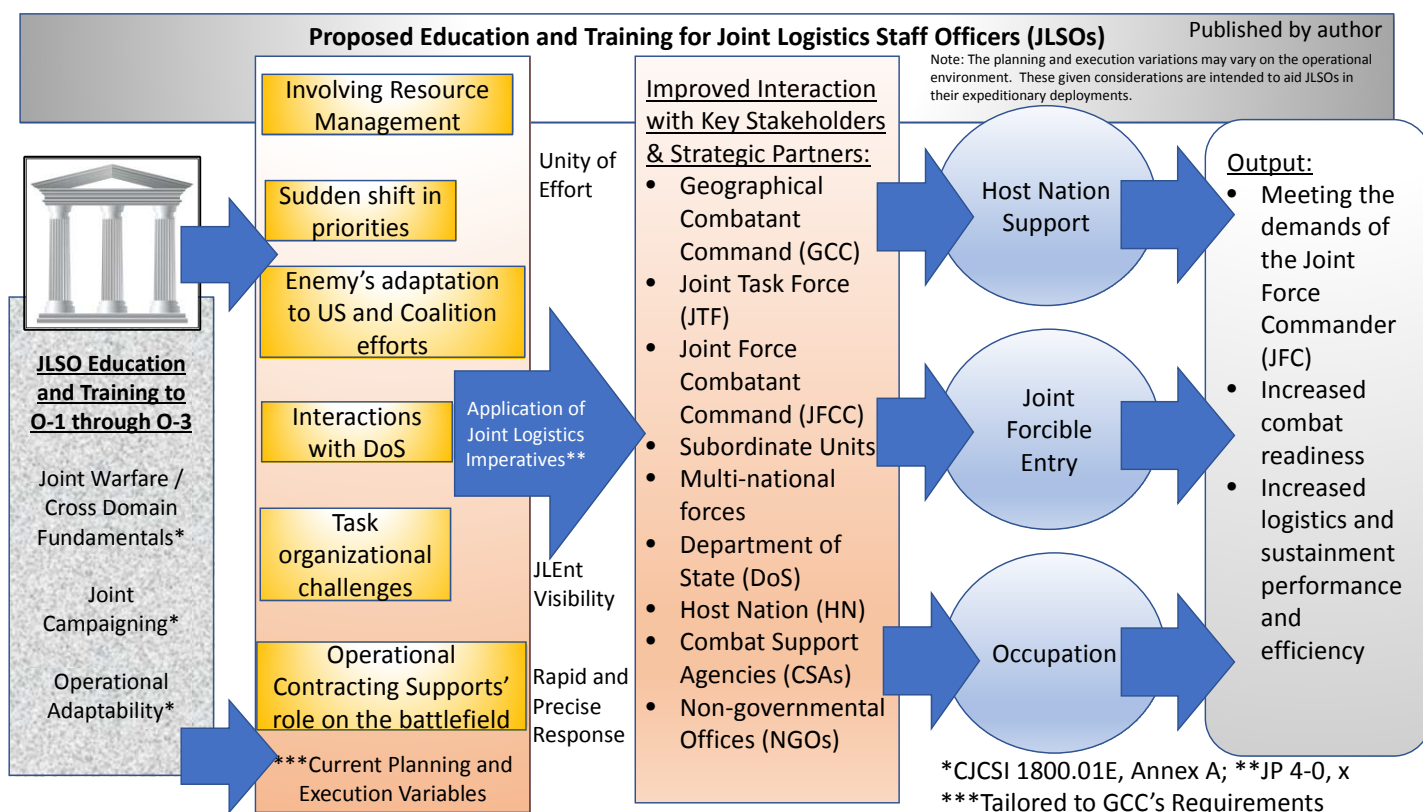 Proposed Education and Training for Joint Logistics Staff Officers (JLSOs)
Published by author
Note: The planning and execution variations may vary on the operational
environment. These given considerations are intended to aid JLSOs in
their expeditionary deployments.
JLSO Education
and Training to
O-1 through O-3
Joint Warfare /
Cross Domain
Fundamentals*
Joint
Campaigning*
Operational
Adaptability*
Involving Resource
Management
Sudden shift in
priorities
Enemy's adaptation
to US and Coalition
efforts
Interactions
with DoS
Task
organizational
challenges
Operational
Contracting Supports'
role on the battlefield
***Current Planning and
Execution Variables
Unity of
Effort
Application of
Joint Logistics
Imperatives**
JLEnt
Visibility
Rapid and
Precise
Response
Improved Interaction
with Key Stakeholders
& Strategic Partners:
• Geographical
Combatant
Command (GCC)
• Joint Task Force
(JTF)
• Joint Force
Combatant
Command (JFCC)
• Subordinate Units
• Multi-national
forces
• Department of
State (DoS)
• Host Nation (HN)
• Combat Support
Agencies (CSAs)
• Non-governmental
Offices (NGOs)
Host Nation
Support
Joint
Forcible
Entry
Occupation
Output:
• Meeting the
demands of
the Joint
Force
Commander
(JFC)
• Increased
combat
readiness
• Increased
logistics and
sustainment
performance
and
efficiency
*CJCSI 1800.01E, Annex A; **JP 4-0, x
***Tailored to GCC's Requirements